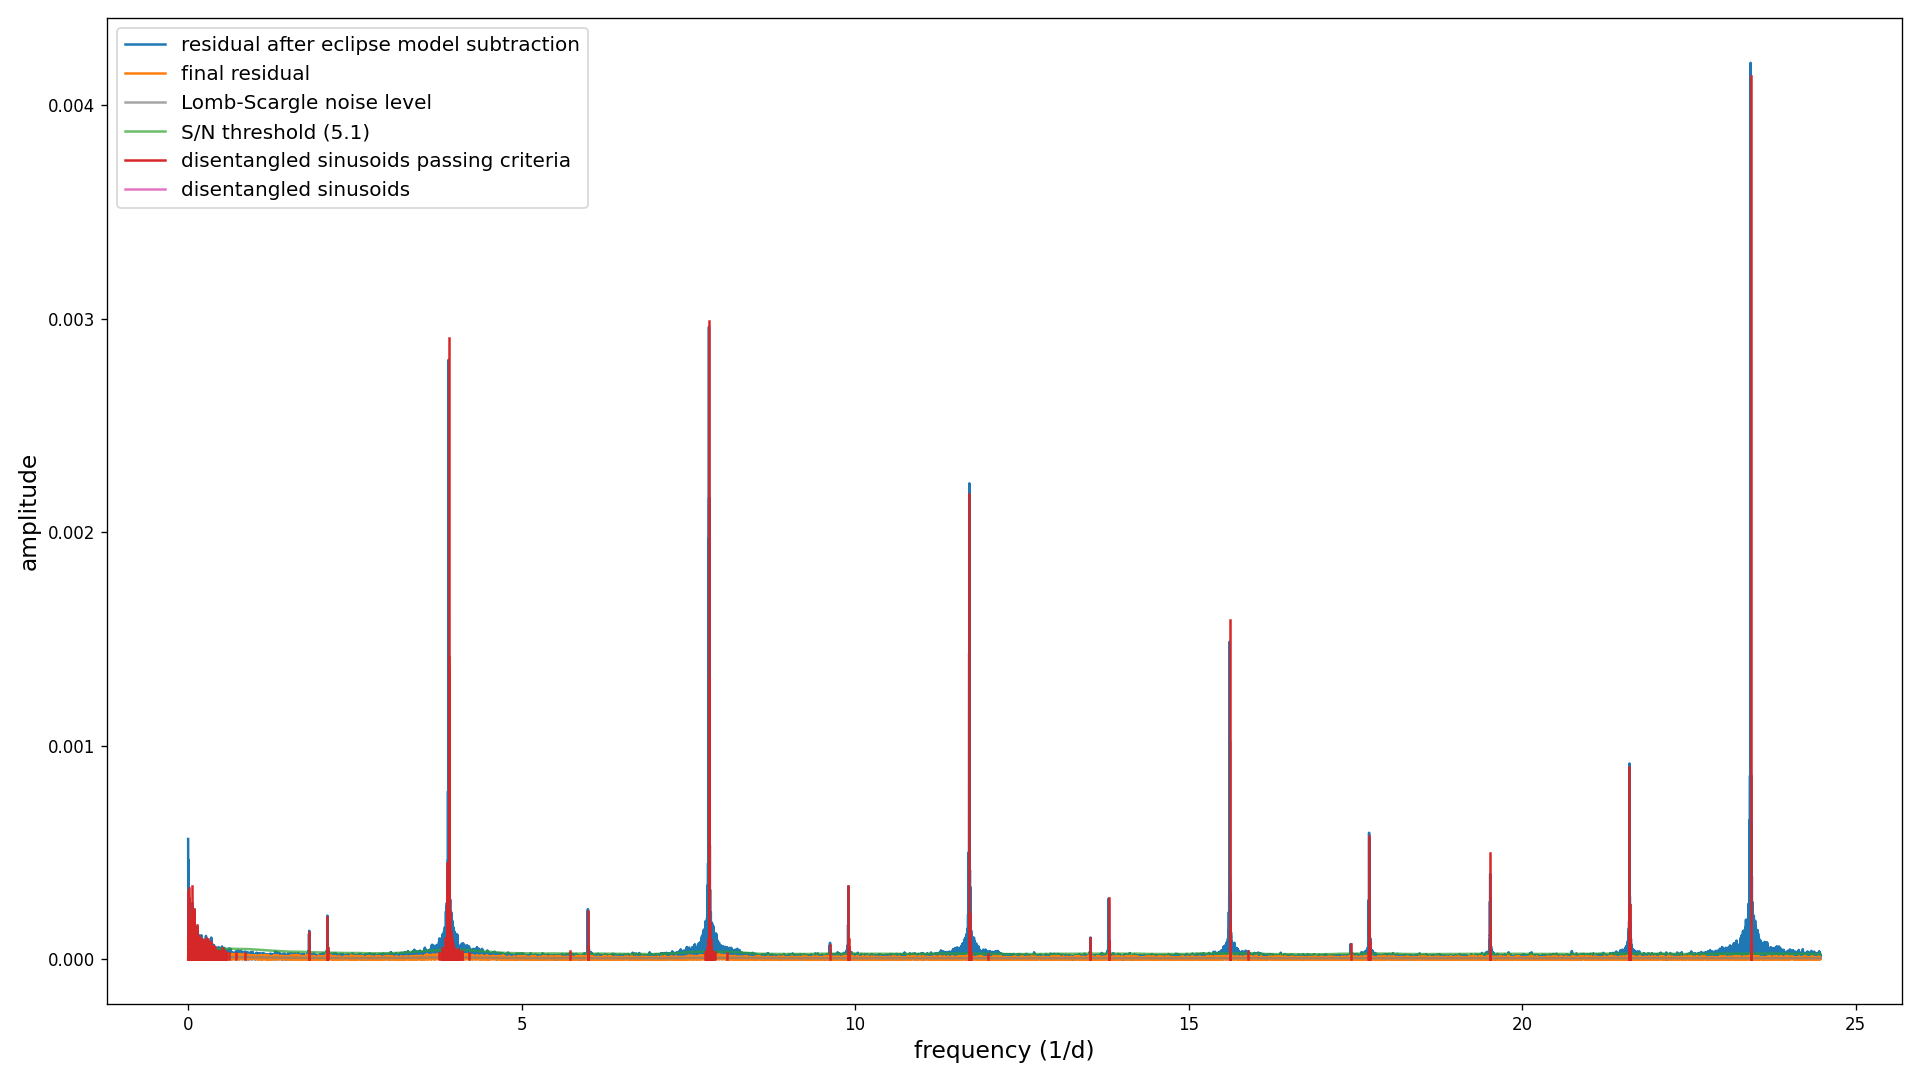 residual after eclipse model subtraction
final residual
Lomb-Scargle noise level
S/N threshold (5.1)
disentangled sinusoids passing criteria
disentangled sinusoids
0.004
0.003
0.002
0.001
0.000
amplitude
0 5 10 15 20 25
frequency (1/d)